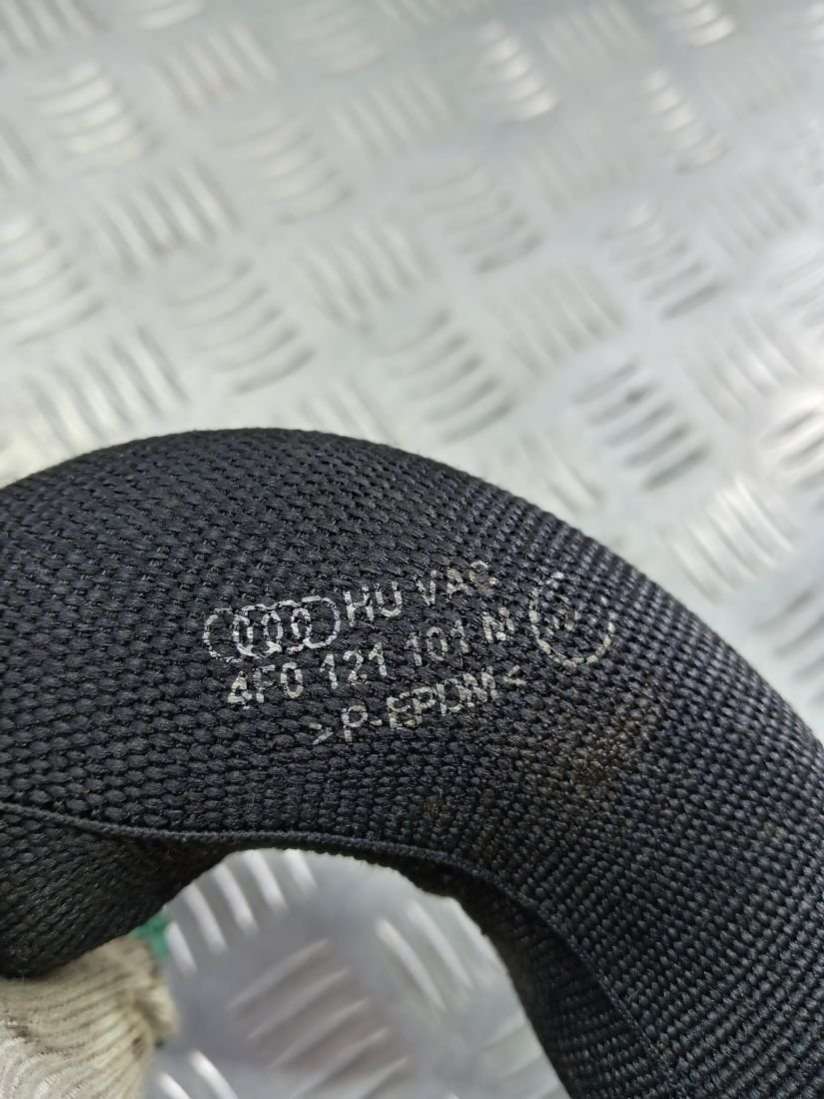 HU VAG
4F0 121 101 M
>P-EPDM<